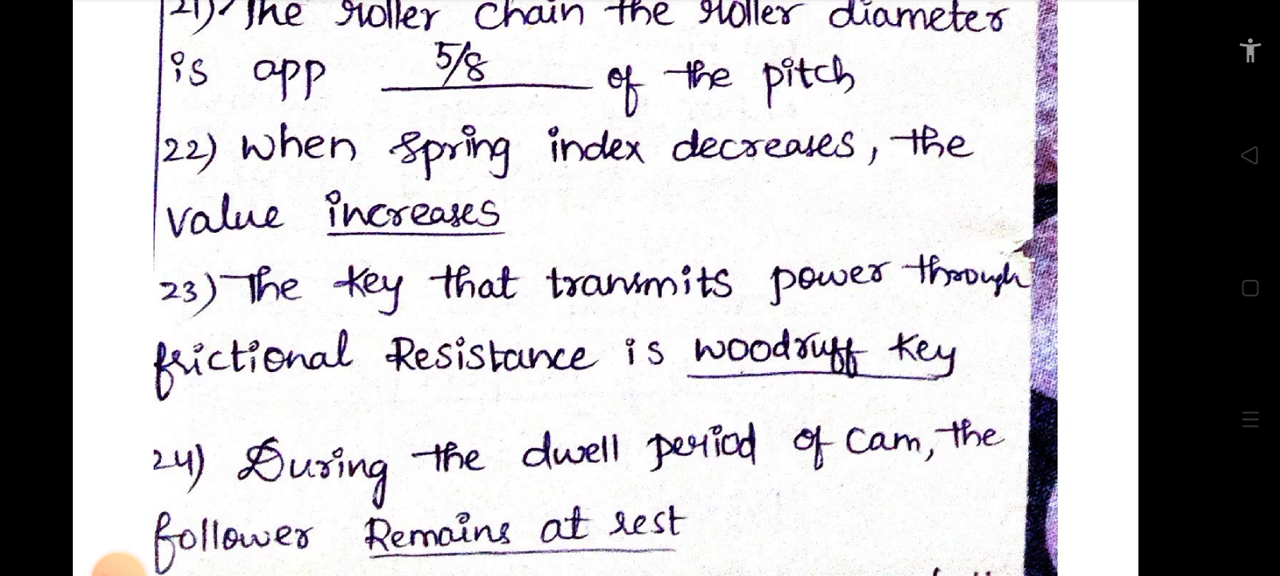 21) The roller chain the roller diameter
is app 5/8 of the pitch
22) when spring index decreases, the
value increases
23) The key that transmits power through
frictional Resistance is woodruff key
24) During the dwell period of cam, the
follower Remains at rest